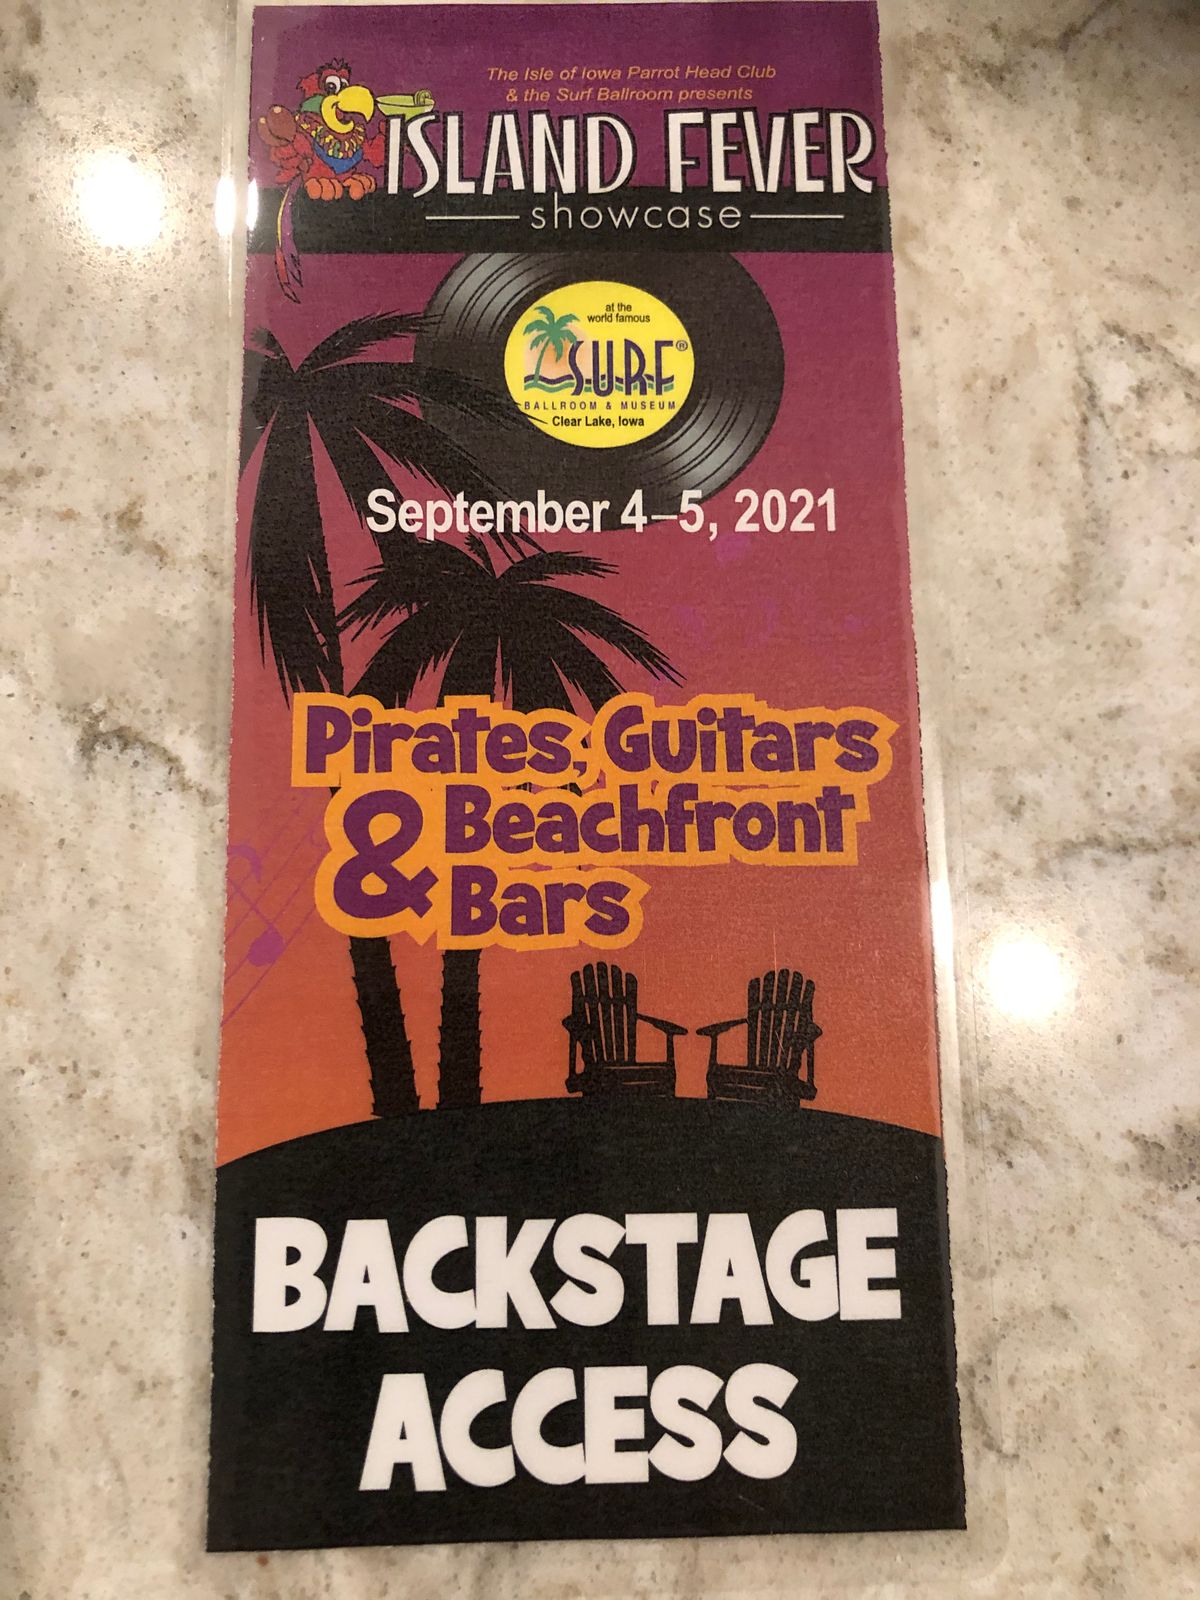 The Isle of Iowa Parrot Head Club
& the Surf Ballroom presents
ISLAND FEVER
showcase
at the
world famous
SURF®
BALLROOM & MUSEUM
Clear Lake, Iowa
September 4–5, 2021
Pirates, Guitars
& Beachfront
Bars
BACKSTAGE
ACCESS